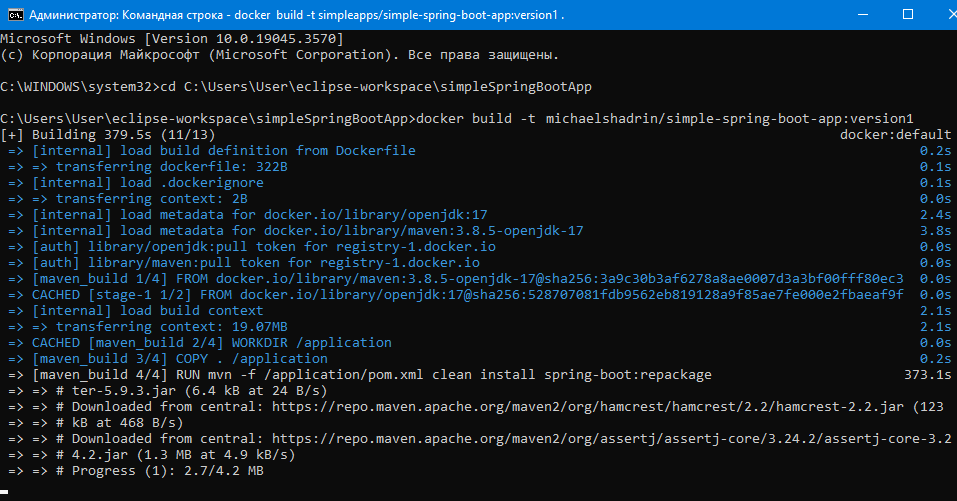 Администратор: Командная строка - docker build -t simpleapps/simple-spring-boot-app:version1 .
Microsoft Windows [Version 10.0.19045.3570]
(c) Корпорация Майкрософт (Microsoft Corporation). Все права защищены.
C:\WINDOWS\system32>cd C:\Users\User\eclipse-workspace\simpleSpringBootApp
C:\Users\User\eclipse-workspace\simpleSpringBootApp>docker build -t michaelshadrin/simple-spring-boot-app:version1
[+] Building 379.5s (11/13) docker:default
=> [internal] load build definition from Dockerfile 0.2s
=> => transferring dockerfile: 322B 0.1s
=> [internal] load .dockerignore 0.1s
=> => transferring context: 2B 0.0s
=> [internal] load metadata for docker.io/library/openjdk:17 2.4s
=> [internal] load metadata for docker.io/library/maven:3.8.5-openjdk-17 3.8s
=> [auth] library/openjdk:pull token for registry-1.docker.io 0.0s
=> [auth] library/maven:pull token for registry-1.docker.io 0.0s
=> [maven_build 1/4] FROM docker.io/library/maven:3.8.5-openjdk-17@sha256:3a9c30b3af6278a8ae0007d3a3bf00fff80ec3 0.0s
=> CACHED [stage-1 1/2] FROM docker.io/library/openjdk:17@sha256:528707081fdb9562eb819128a9f85ae7fe000e2fbaeaf9f 0.0s
=> [internal] load build context 2.1s
=> => transferring context: 19.07MB 2.1s
=> CACHED [maven_build 2/4] WORKDIR /application 0.0s
=> [maven_build 3/4] COPY . /application 0.2s
=> [maven_build 4/4] RUN mvn -f /application/pom.xml clean install spring-boot:repackage 373.1s
=> => # ter-5.9.3.jar (6.4 kB at 24 B/s)
=> => # Downloaded from central: https://repo.maven.apache.org/maven2/org/hamcrest/hamcrest/2.2/hamcrest-2.2.jar (123
=> => # kB at 468 B/s)
=> => # Downloaded from central: https://repo.maven.apache.org/maven2/org/assertj/assertj-core/3.24.2/assertj-core-3.2
=> => # 4.2.jar (1.3 MB at 4.9 kB/s)
=> => # Progress (1): 2.7/4.2 MB